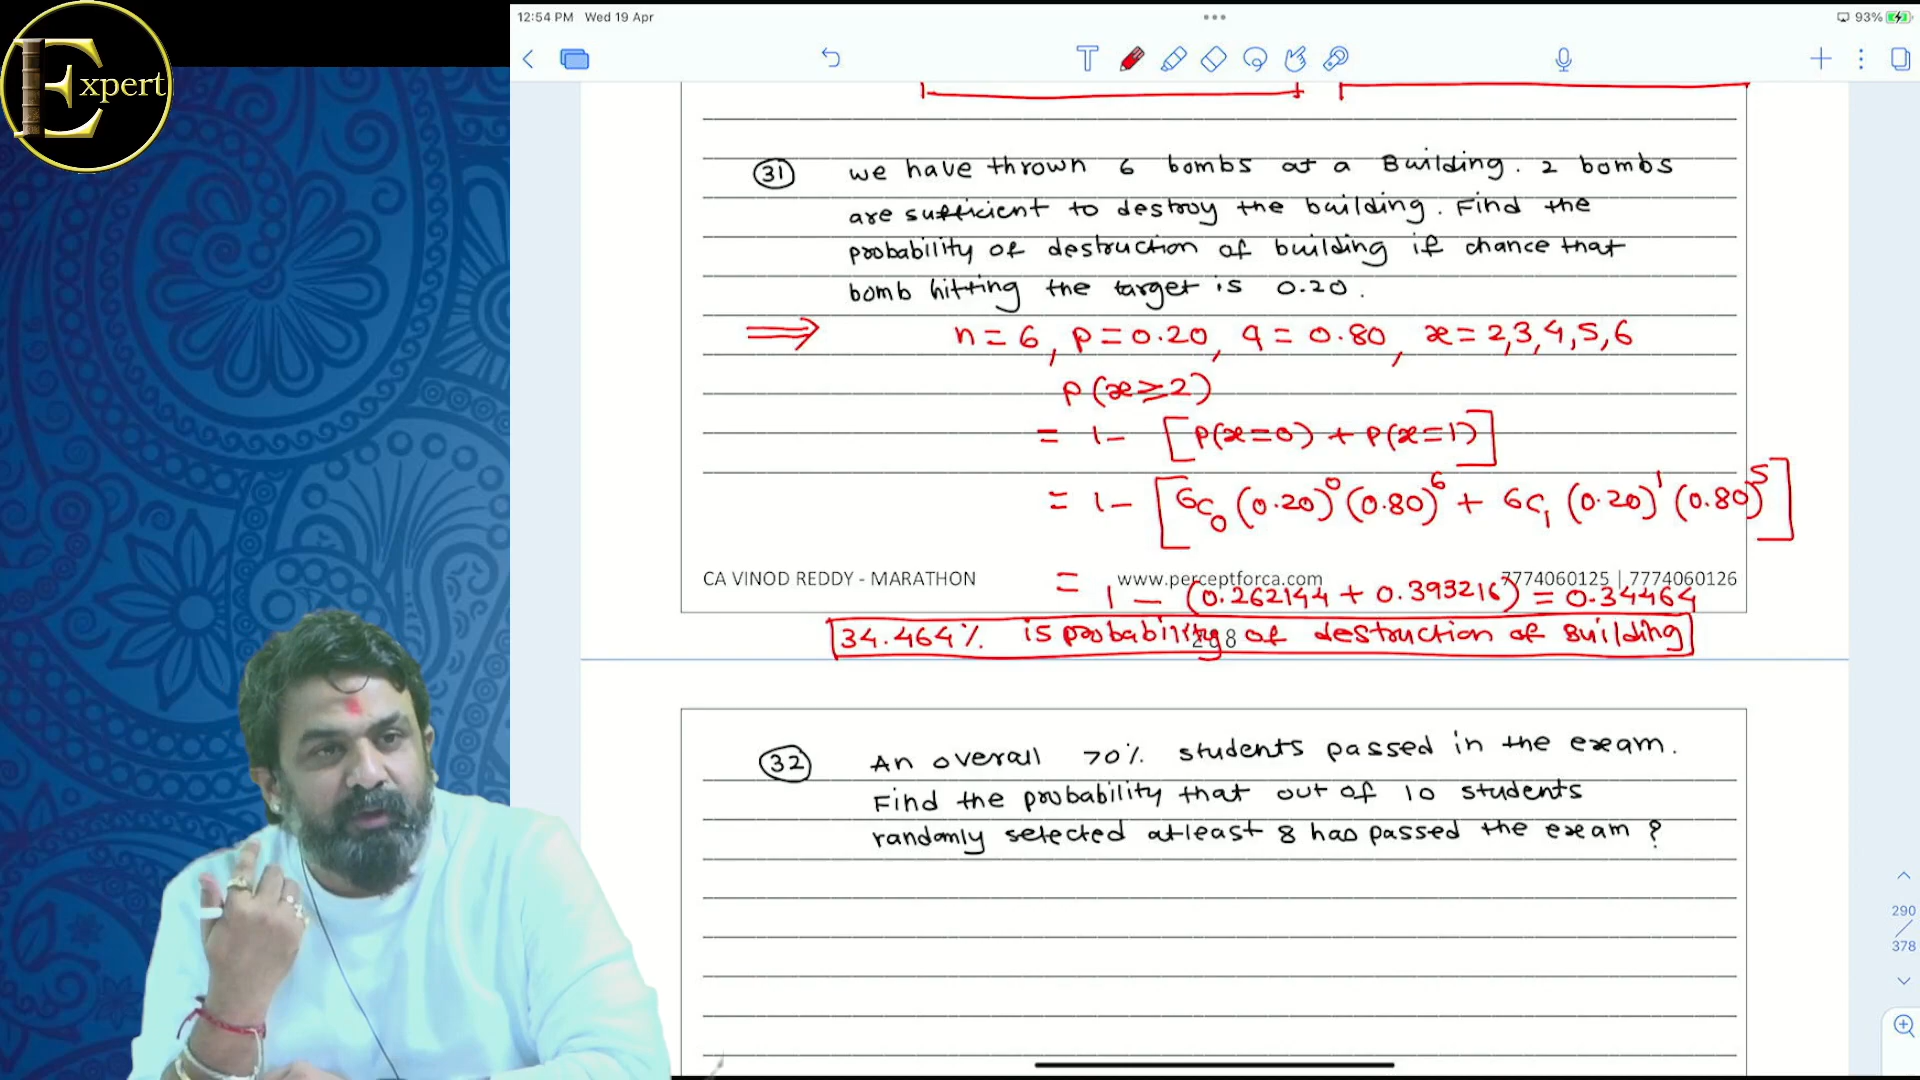 Expert
12:54 PM Wed 19 Apr
93%
31 we have thrown 6 bombs at a Building. 2 bombs
are sufficient to destroy the building. Find the
probability of destruction of building if chance that
bomb hitting the target is 0.20.
⇒ n = 6, p = 0.20, q = 0.80, x = 2,3,4,5,6
P(x≥2)
= 1 - [P(x=0) + P(x=1)]
= 1 - [6C₀ (0.20)⁰ (0.80)⁶ + 6C₁ (0.20)¹ (0.80)⁵]
CA VINOD REDDY - MARATHON www.perceptforca.com 7774060125 | 7774060126
= 1 - (0.262144 + 0.393216) = 0.34464
34.464% is probability of destruction of Building
288
32 An overall 70% students passed in the exam.
Find the probability that out of 10 students
randomly selected atleast 8 has passed the exam ?
290
378